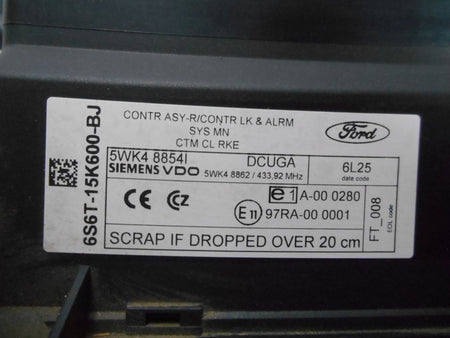 CONTR ASY-R/CONTR LK & ALRM
SYS MN
CTM CL RKE
Ford
6S6T-15K600-BJ
5WK4 8854I DCUGA 6L25
SIEMENS VDO 5WK4 8862 / 433,92 MHz date code
CE CZ e1 A-00 0280
E11 97RA-00 0001
FT_008
EOL code
SCRAP IF DROPPED OVER 20 cm